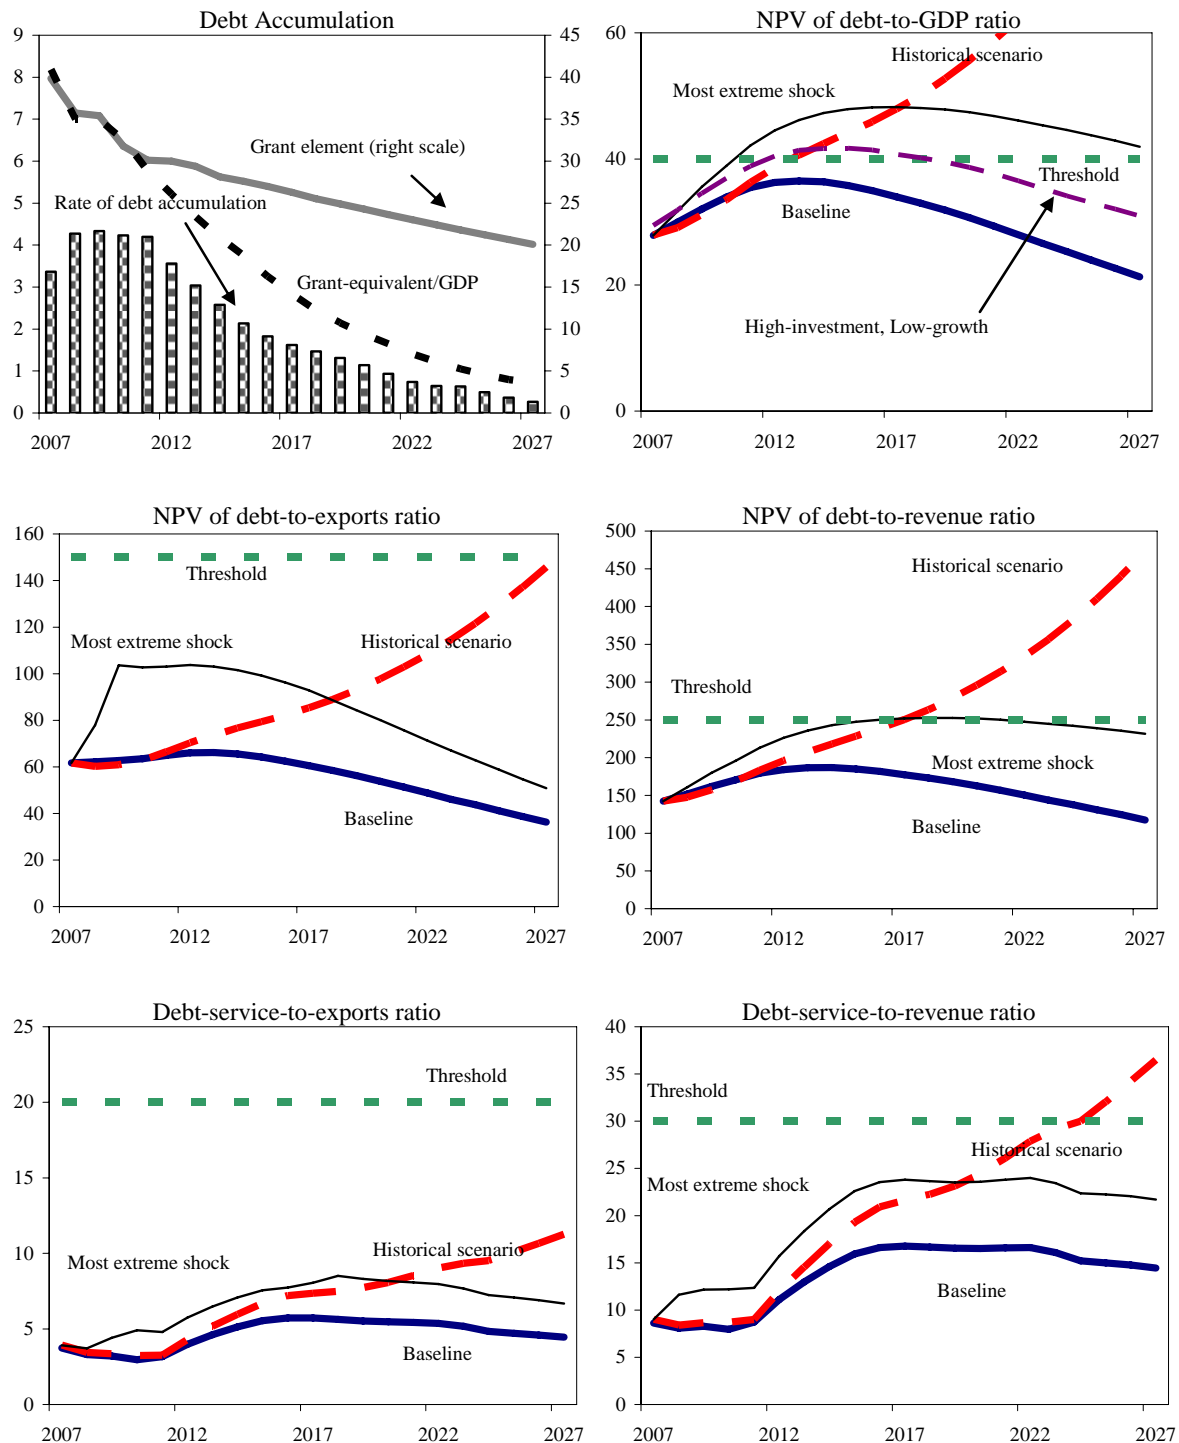 Debt Accumulation
9
8
7
6
5
4
3
2
1
0
45
40
35
30
25
20
15
10
5
0
Grant element (right scale)
Rate of debt accumulation
Grant-equivalent/GDP
2007
2012
2017
2022
2027
NPV of debt-to-GDP ratio
60
40
20
0
Historical scenario
Most extreme shock
Threshold
Baseline
High-investment, Low-growth
2007
2012
2017
2022
2027
NPV of debt-to-exports ratio
160
140
120
100
80
60
40
20
0
Threshold
Most extreme shock
Historical scenario
Baseline
2007
2012
2017
2022
2027
NPV of debt-to-revenue ratio
500
450
400
350
300
250
200
150
100
50
0
Historical scenario
Threshold
Most extreme shock
Baseline
2007
2012
2017
2022
2027
Debt-service-to-exports ratio
25
20
15
10
5
0
Threshold
Most extreme shock
Historical scenario
Baseline
2007
2012
2017
2022
2027
Debt-service-to-revenue ratio
40
35
30
25
20
15
10
5
0
Threshold
Historical scenario
Most extreme shock
Baseline
2007
2012
2017
2022
2027